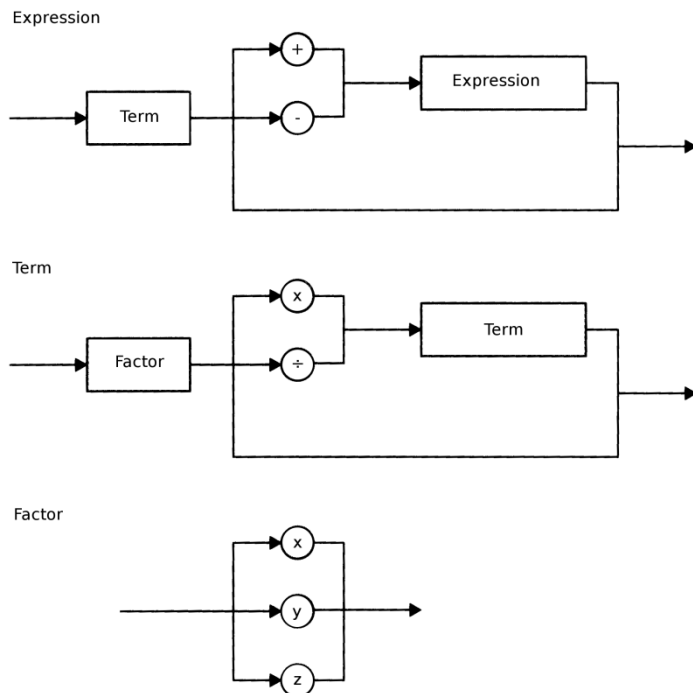 Expression
+
Expression
Term
-
Term
x
Term
Factor
÷
Factor
x
y
z